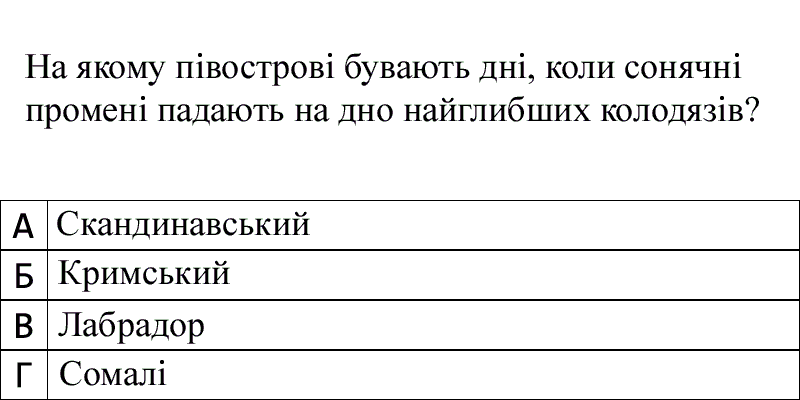 На якому півострові бувають дні, коли сонячні
промені падають на дно найглибших колодязів?
А Скандинавський
Б Кримський
В Лабрадор
Г Сомалі